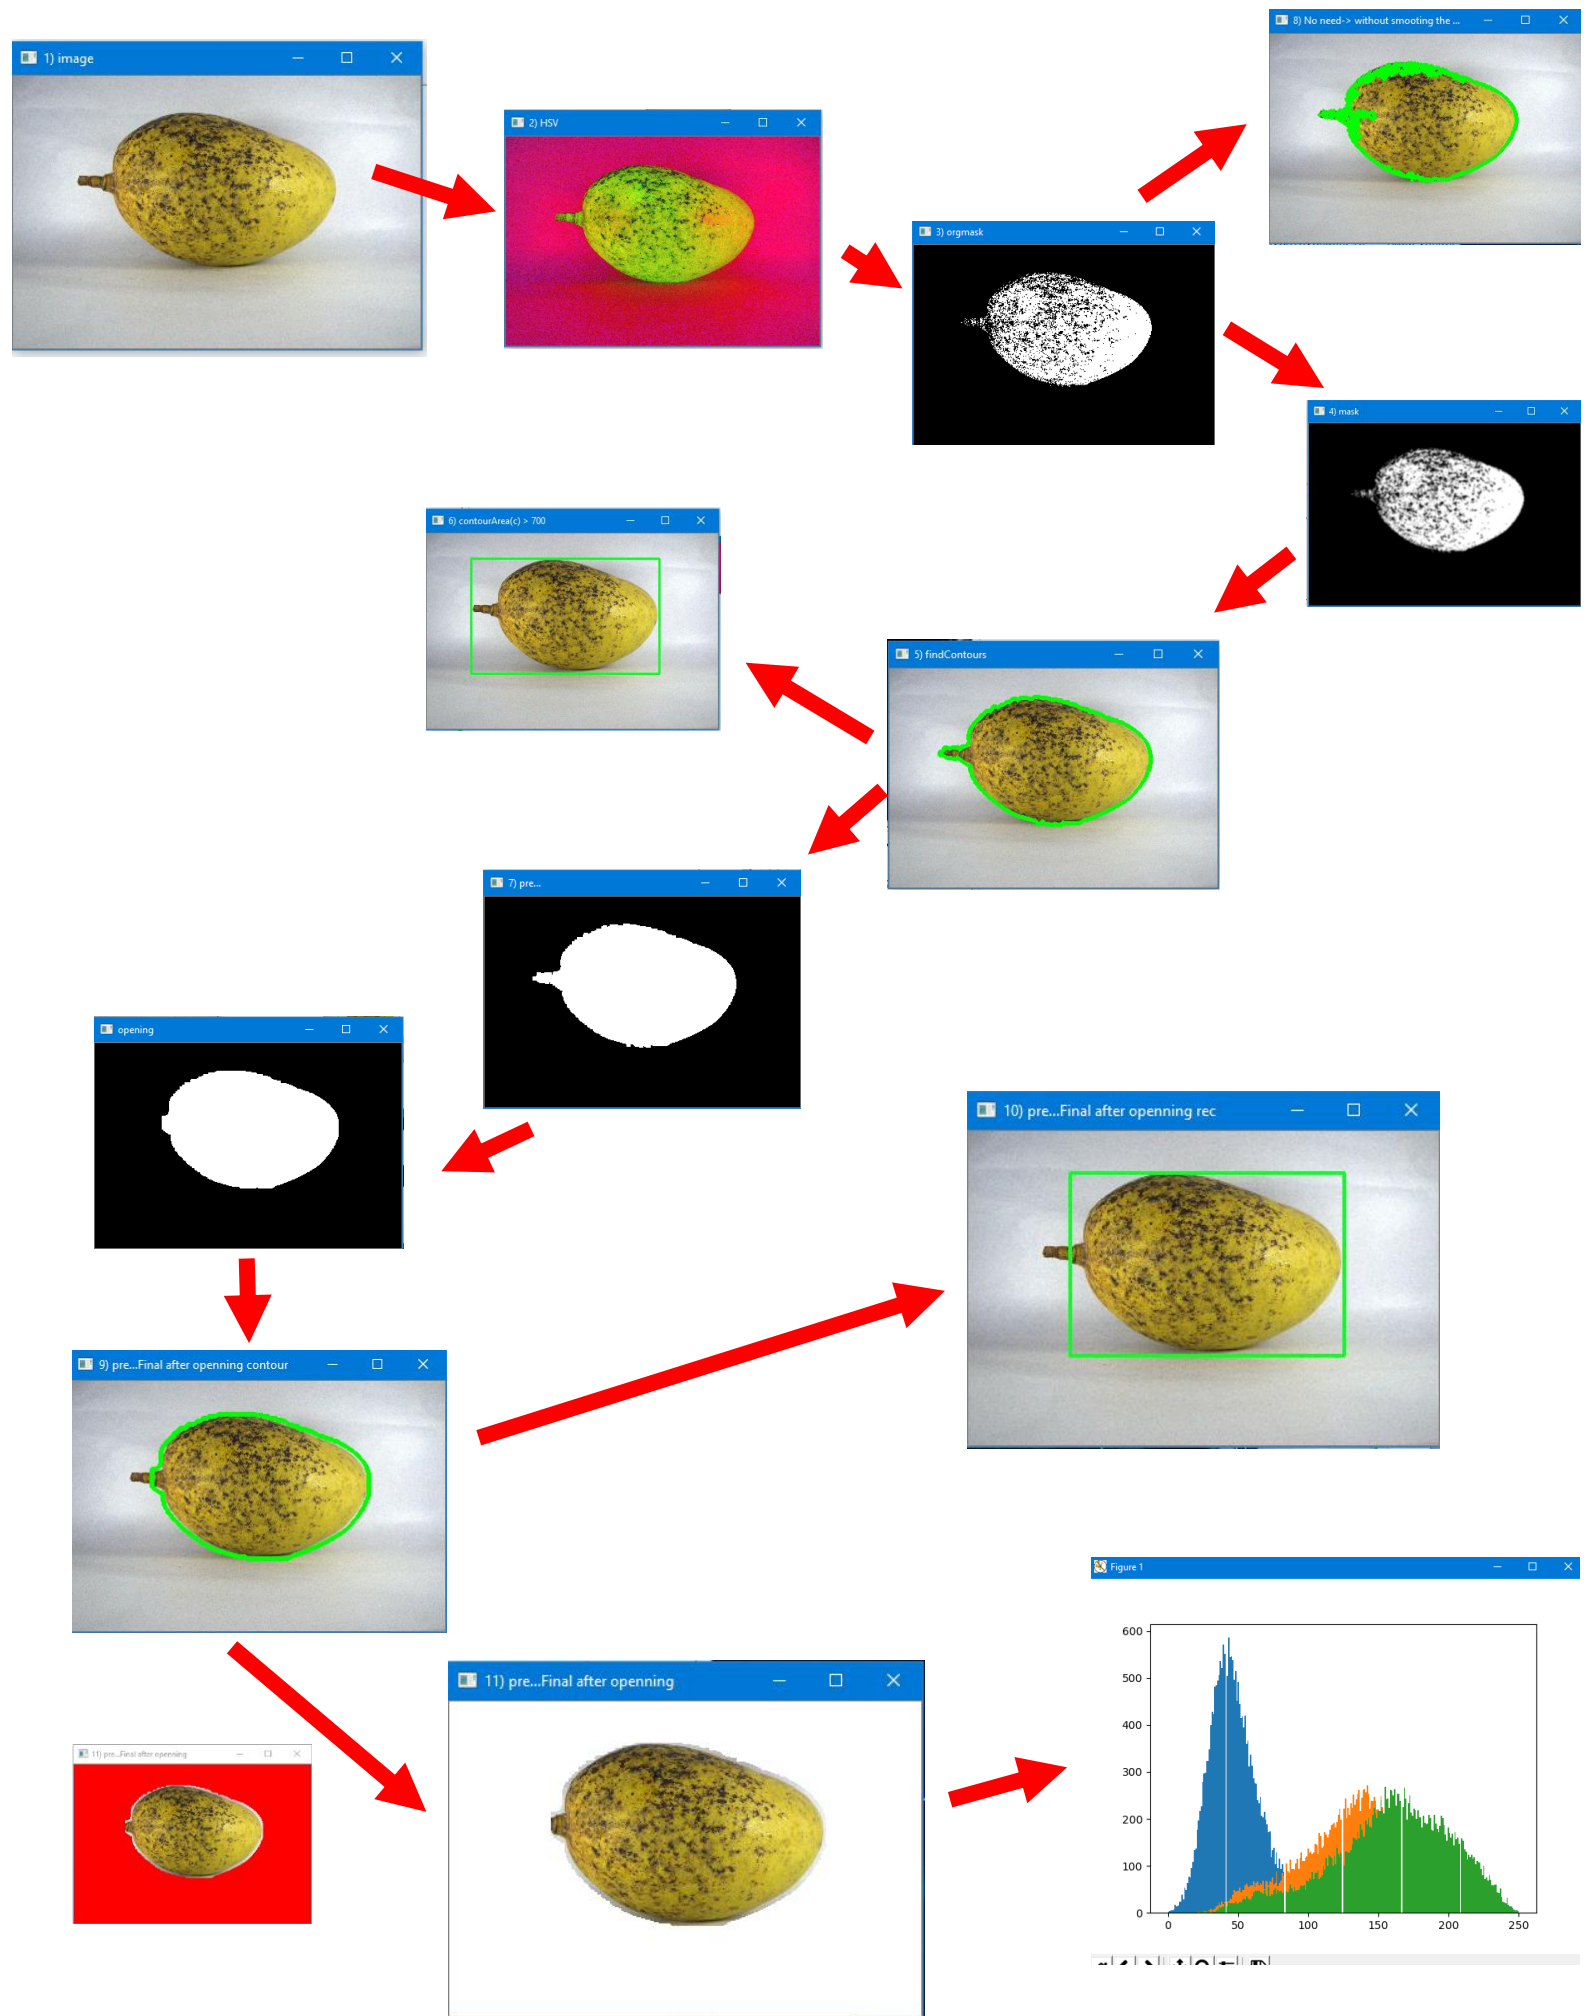 1) image
8) No need-> without smooting the ...
2) HSV
3) orgmask
4) mask
6) contourArea(c) > 700
5) findContours
7) pre...
opening
10) pre...Final after openning rec
9) pre...Final after openning contour
Figure 1
11) pre...Final after openning
11) pre...Final after openning
600
500
400
300
200
100
0
0 50 100 150 200 250